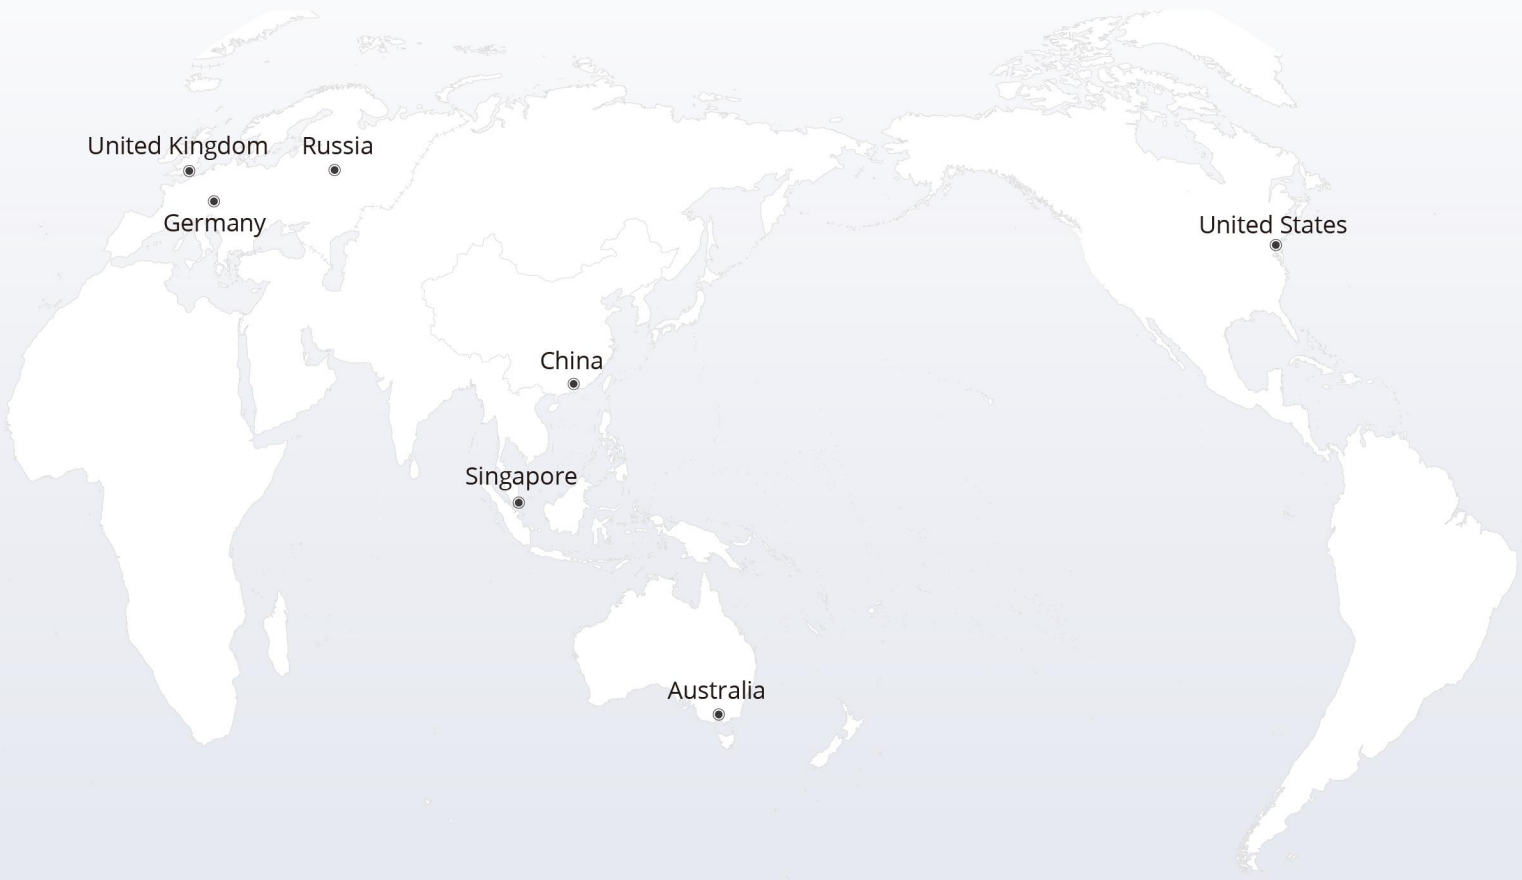 United Kingdom
Russia
Germany
United States
China
Singapore
Australia